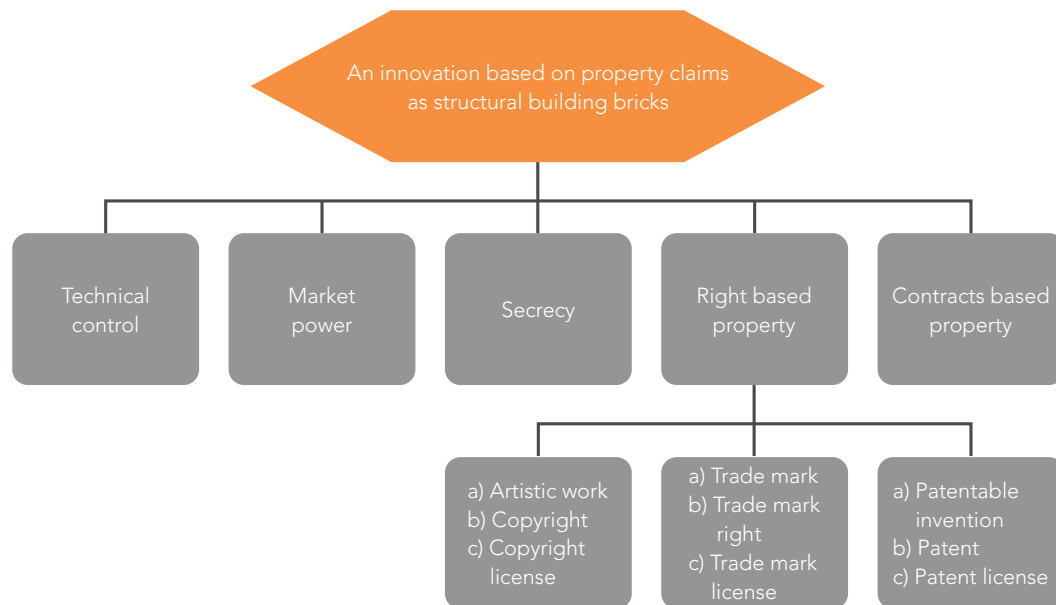 An innovation based on property claims
as structural building bricks
Technical
control
Market
power
Secrecy
Right based
property
Contracts based
property
a) Artistic work
b) Copyright
c) Copyright
license
a) Trade mark
b) Trade mark
right
c) Trade mark
license
a) Patentable
invention
b) Patent
c) Patent license